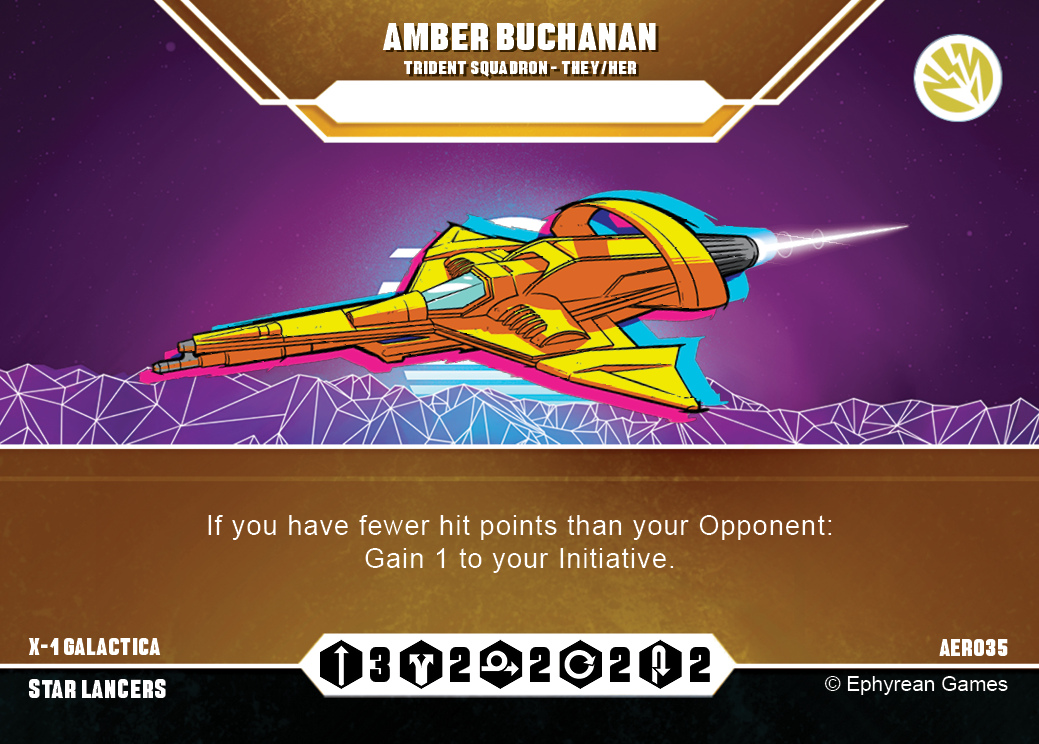 AMBER BUCHANAN
TRIDENT SQUADRON - THEY/HER
If you have fewer hit points than your Opponent:
Gain 1 to your Initiative.
X-1 GALACTICA
AER035
3 2 2 2 2
STAR LANCERS
© Ephyrean Games